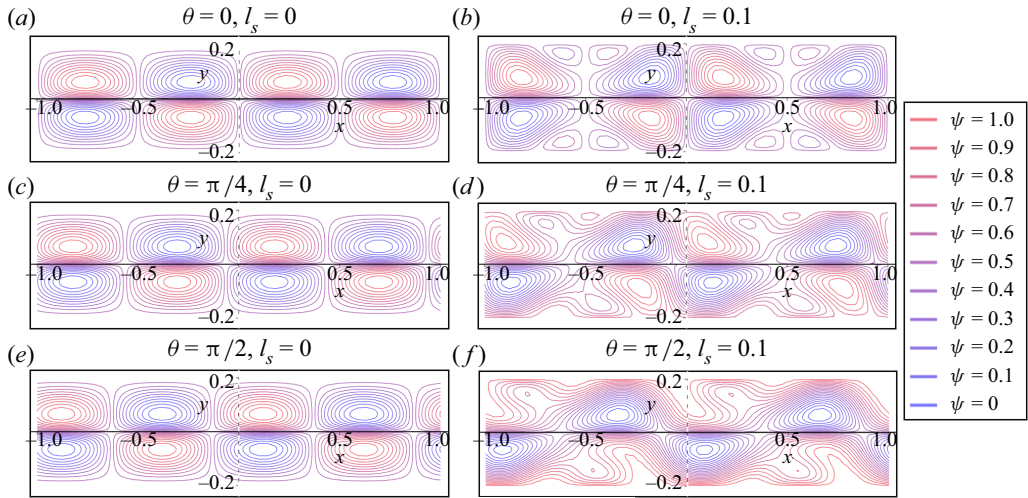 (a) θ = 0, l_s = 0
0.2
y
−1.0 −0.5 0.5 1.0
x
−0.2
(b) θ = 0, l_s = 0.1
0.2
y
−1.0 −0.5 0.5 1.0
x
−0.2
(c) θ = π/4, l_s = 0
0.2
y
−1.0 −0.5 0.5 1.0
x
−0.2
(d) θ = π/4, l_s = 0.1
0.2
y
−1.0 −0.5 0.5 1.0
x
−0.2
(e) θ = π/2, l_s = 0
0.2
y
−1.0 −0.5 0.5 1.0
x
−0.2
(f) θ = π/2, l_s = 0.1
0.2
y
−1.0 −0.5 0.5 1.0
x
−0.2
ψ = 1.0
ψ = 0.9
ψ = 0.8
ψ = 0.7
ψ = 0.6
ψ = 0.5
ψ = 0.4
ψ = 0.3
ψ = 0.2
ψ = 0.1
ψ = 0